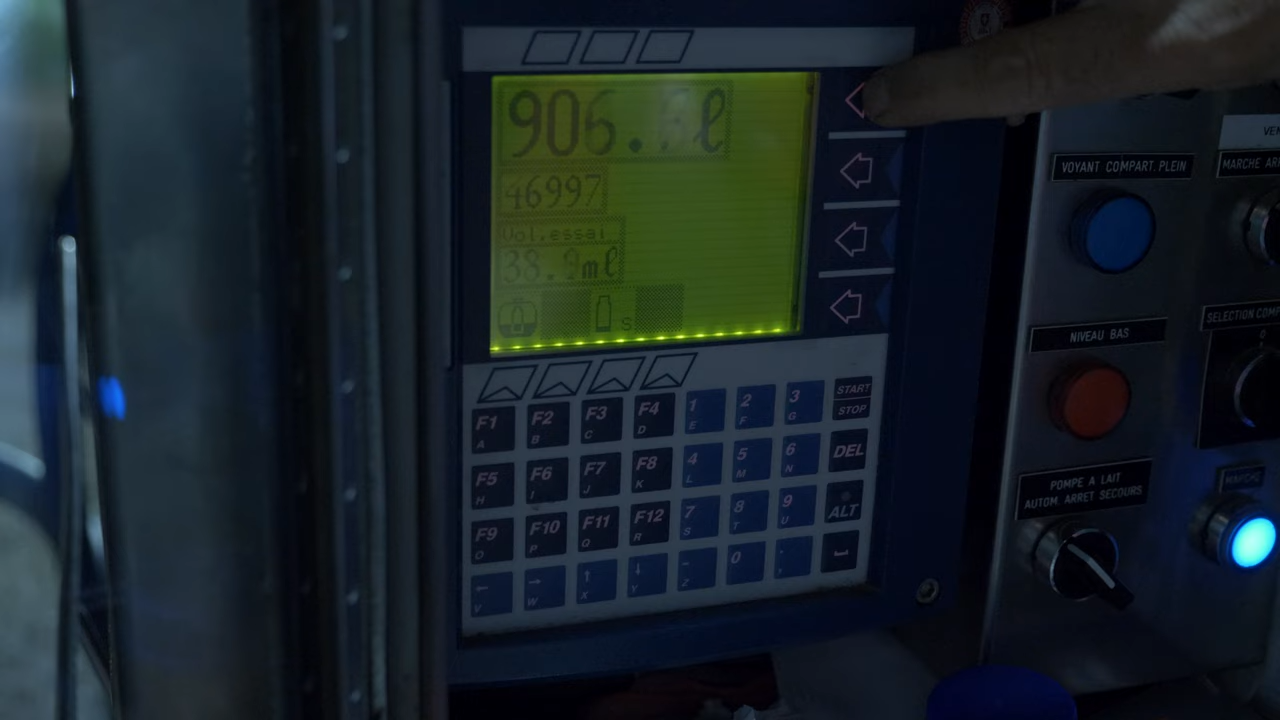 906. ℓ
46997
Vol.essai
38.9mℓ
S
F1 A F2 B F3 C F4 D 1 E 2 F 3 G START STOP
F5 H F6 I F7 J F8 K 4 L 5 M 6 N DEL
F9 O F10 P F11 Q F12 R 7 S 8 T 9 U ALT
← V → W ↑ X ↓ Y - Z 0 .
VOYANT COMPART. PLEIN
MARCHE
NIVEAU BAS
SELECTION
POMPE A LAIT
AUTOM. ARRET SECOURS
MARCHE